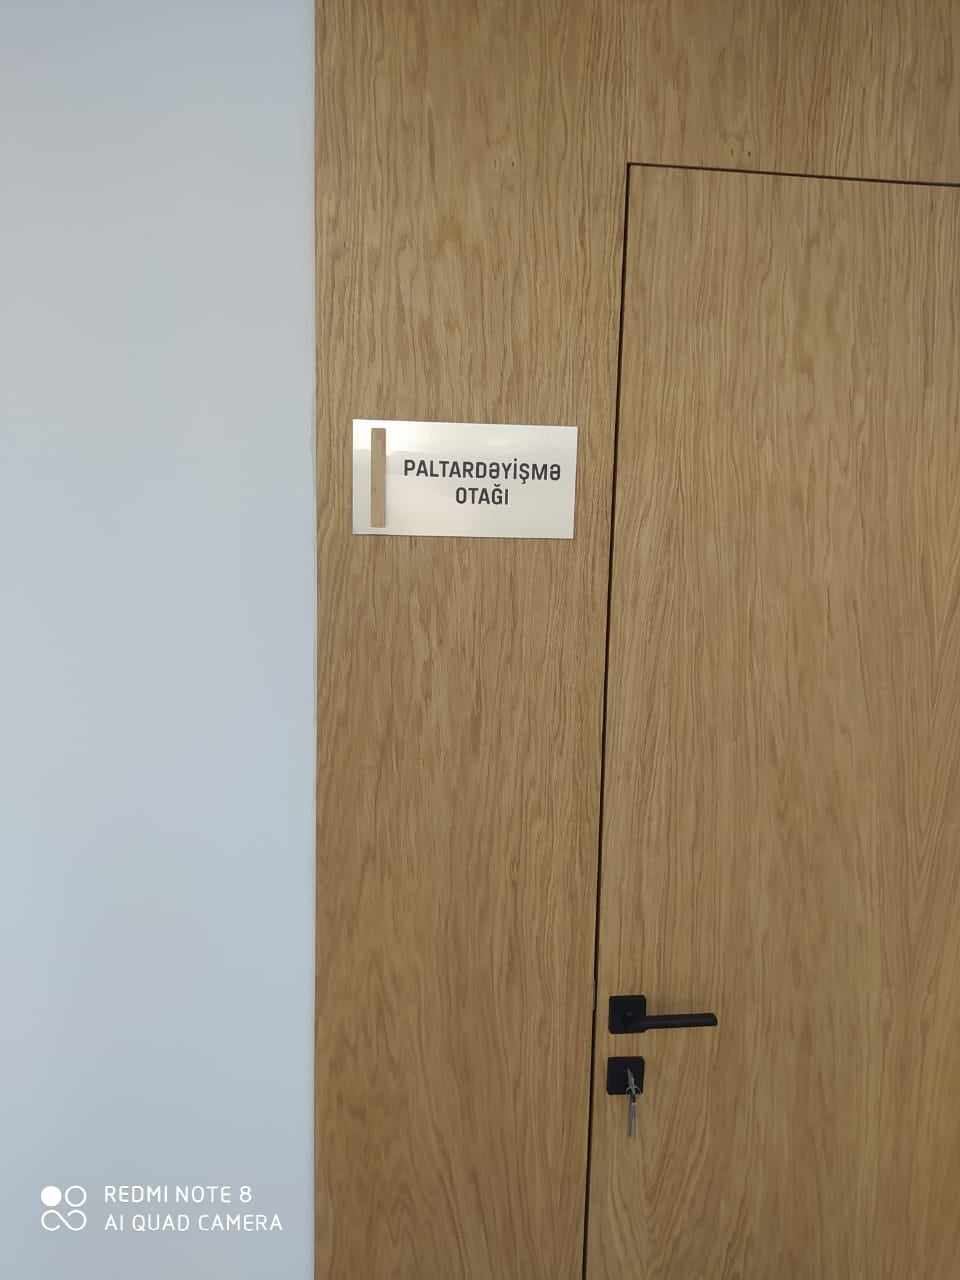 PALTARDƏYİŞMƏ
OTAĞI
REDMI NOTE 8
AI QUAD CAMERA